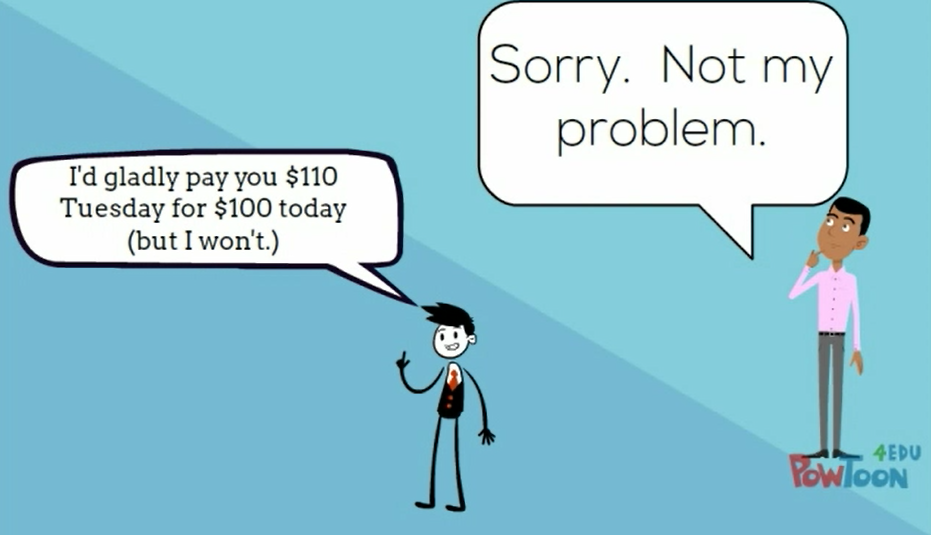 Sorry.  Not my
problem.
I'd gladly pay you $110
Tuesday for $100 today
(but I won't.)
4EDU
POWTOON